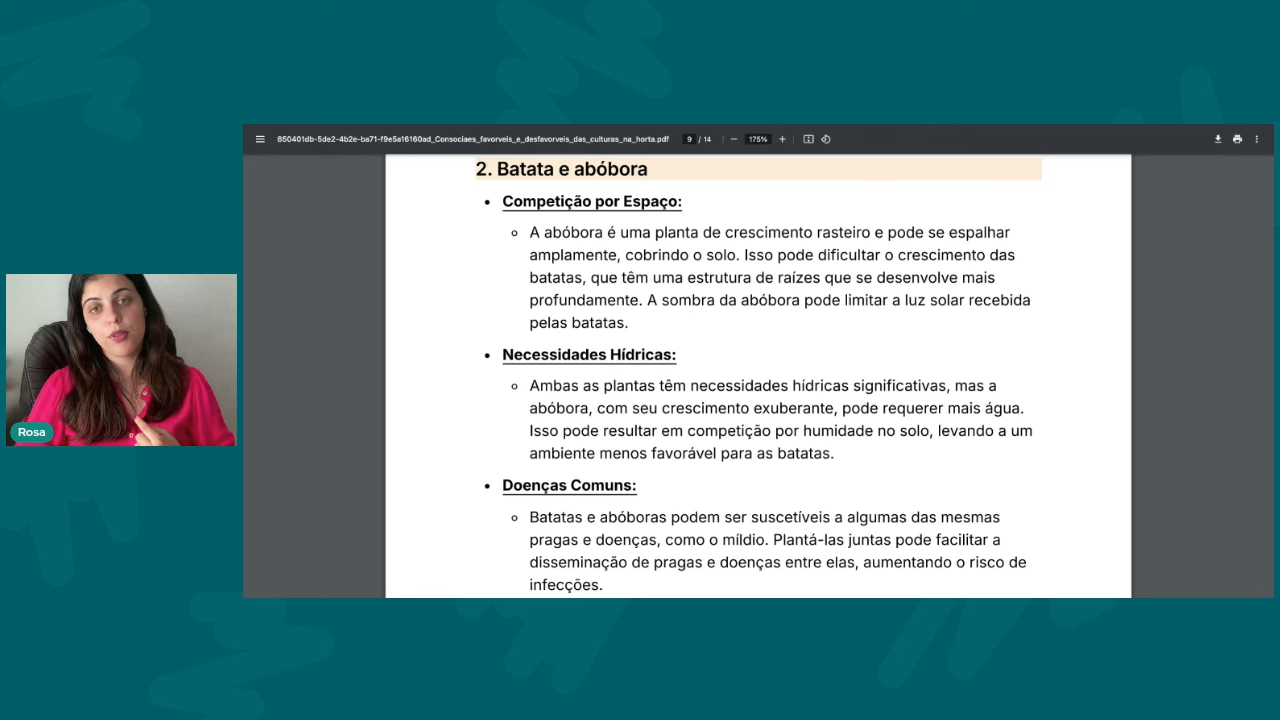 850401db-5de2-4b2e-ba71-f9e5a16160ad_Consociaes_favorveis_e_desfavorveis_das_culturas_na_horta.pdf 9 / 14 175%
2. Batata e abóbora
• Competição por Espaço:
A abóbora é uma planta de crescimento rasteiro e pode se espalhar
amplamente, cobrindo o solo. Isso pode dificultar o crescimento das
batatas, que têm uma estrutura de raízes que se desenvolve mais
profundamente. A sombra da abóbora pode limitar a luz solar recebida
pelas batatas.
• Necessidades Hídricas:
Ambas as plantas têm necessidades hídricas significativas, mas a
abóbora, com seu crescimento exuberante, pode requerer mais água.
Isso pode resultar em competição por humidade no solo, levando a um
ambiente menos favorável para as batatas.
• Doenças Comuns:
Batatas e abóboras podem ser suscetíveis a algumas das mesmas
pragas e doenças, como o míldio. Plantá-las juntas pode facilitar a
disseminação de pragas e doenças entre elas, aumentando o risco de
infecções.
Rosa